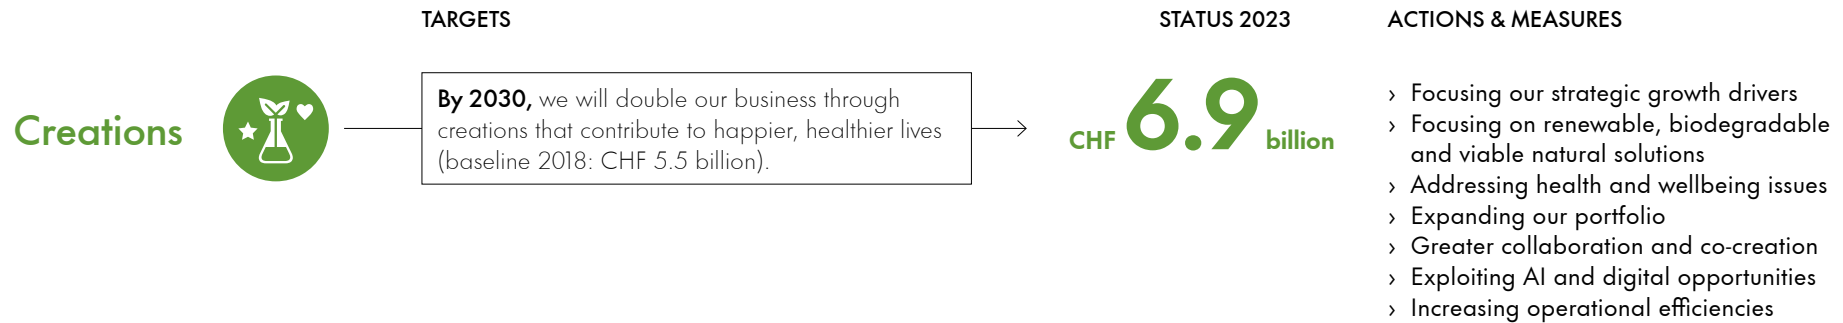 TARGETS
STATUS 2023
ACTIONS & MEASURES
Creations
By 2030, we will double our business through
creations that contribute to happier, healthier lives
(baseline 2018: CHF 5.5 billion).
CHF 6.9 billion
› Focusing our strategic growth drivers
› Focusing on renewable, biodegradable
and viable natural solutions
› Addressing health and wellbeing issues
› Expanding our portfolio
› Greater collaboration and co-creation
› Exploiting AI and digital opportunities
› Increasing operational efficiencies